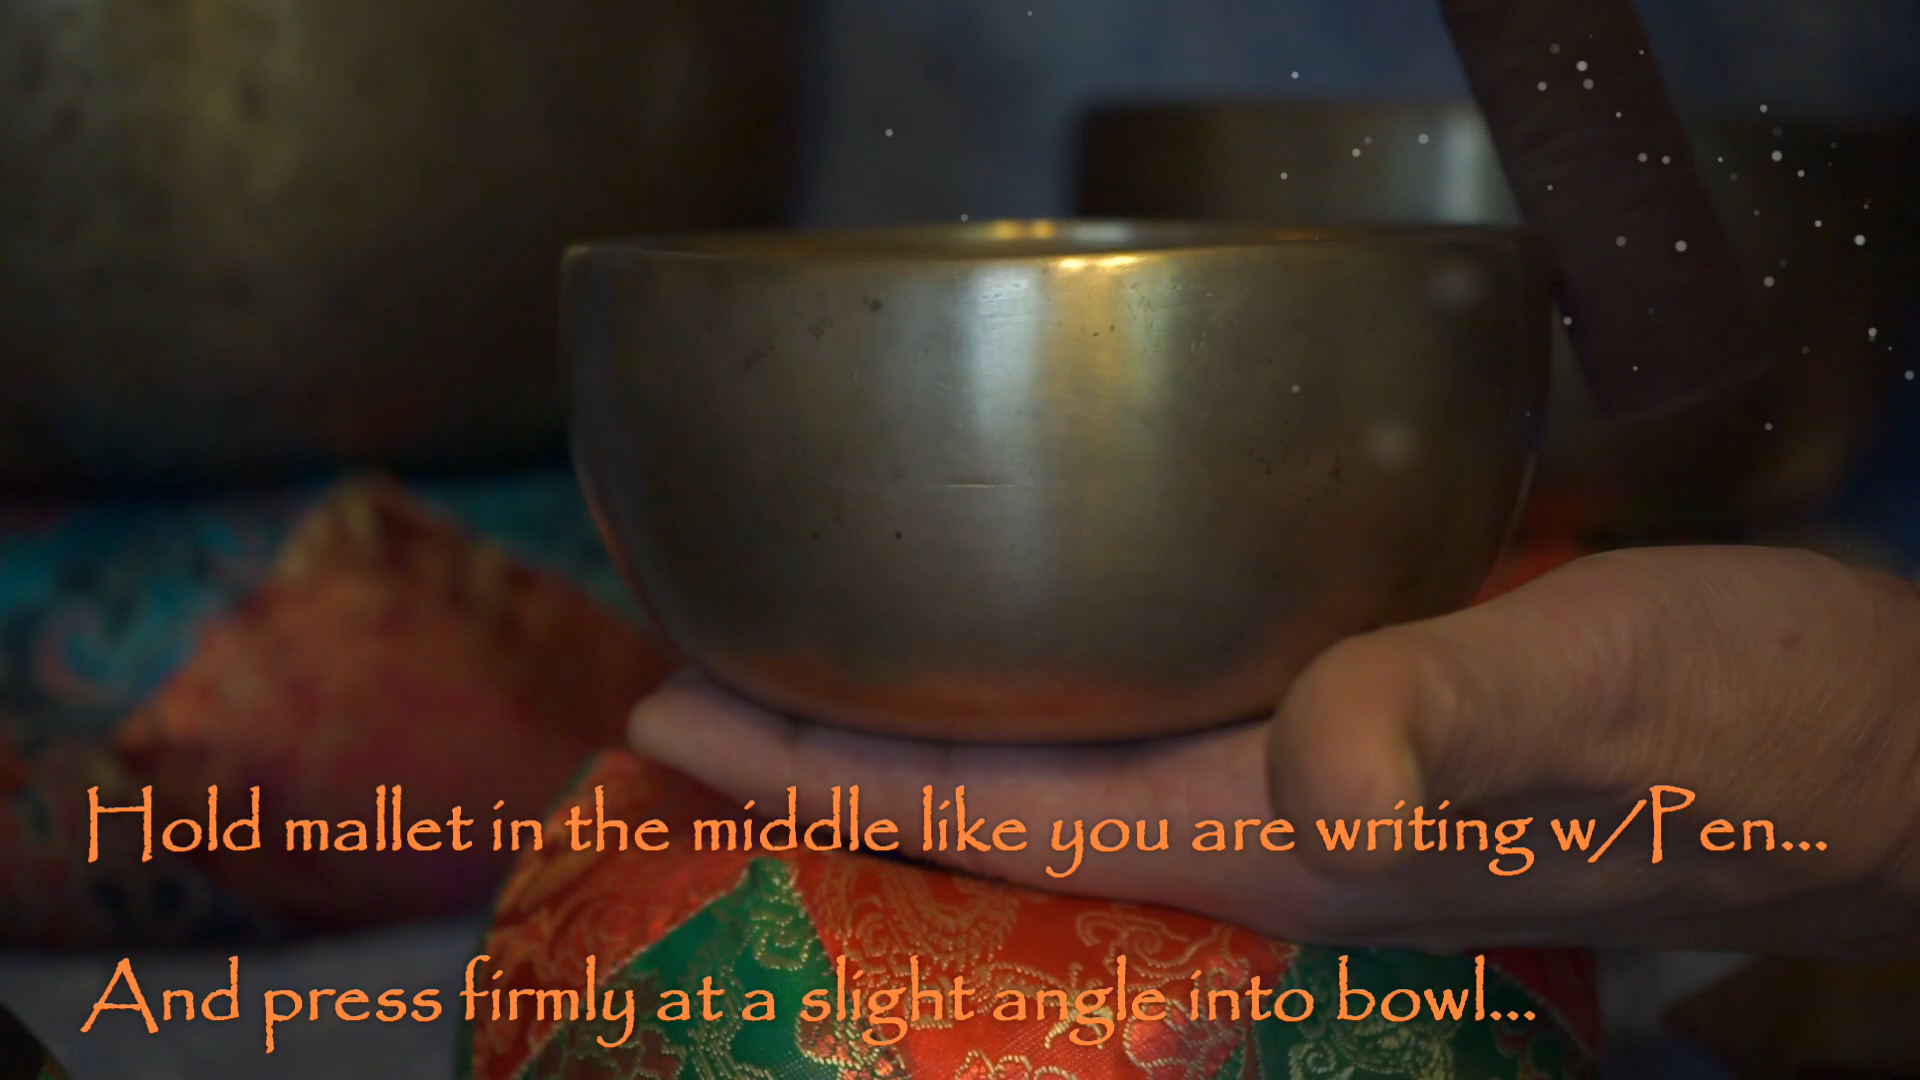 Hold mallet in the middle like you are writing w/Pen...
And press firmly at a slight angle into bowl...